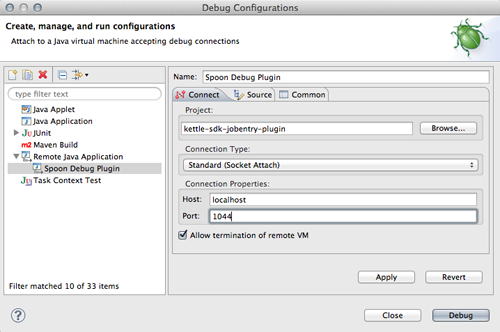 Debug Configurations
Create, manage, and run configurations
Attach to a Java virtual machine accepting debug connections
type filter text
Java Applet
Java Application
JUnit
Maven Build
Remote Java Application
Spoon Debug Plugin
Task Context Test
Filter matched 10 of 33 items
Name: Spoon Debug Plugin
Connect Source Common
Project:
kettle-sdk-jobentry-plugin Browse...
Connection Type:
Standard (Socket Attach)
Connection Properties:
Host: localhost
Port: 1044
Allow termination of remote VM
Apply Revert
? Close Debug